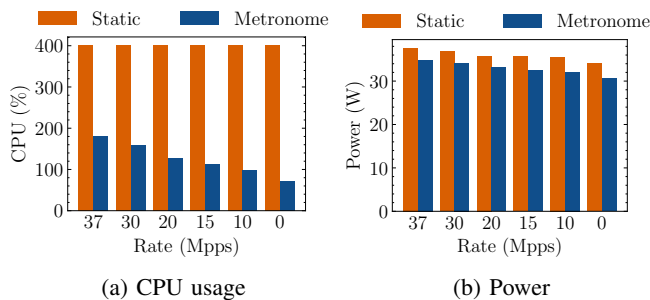 Static Metronome
400
300
200
100
0
CPU (%)
37 30 20 15 10 0
Rate (Mpps)
(a) CPU usage
Static Metronome
30
20
10
0
Power (W)
37 30 20 15 10 0
Rate (Mpps)
(b) Power